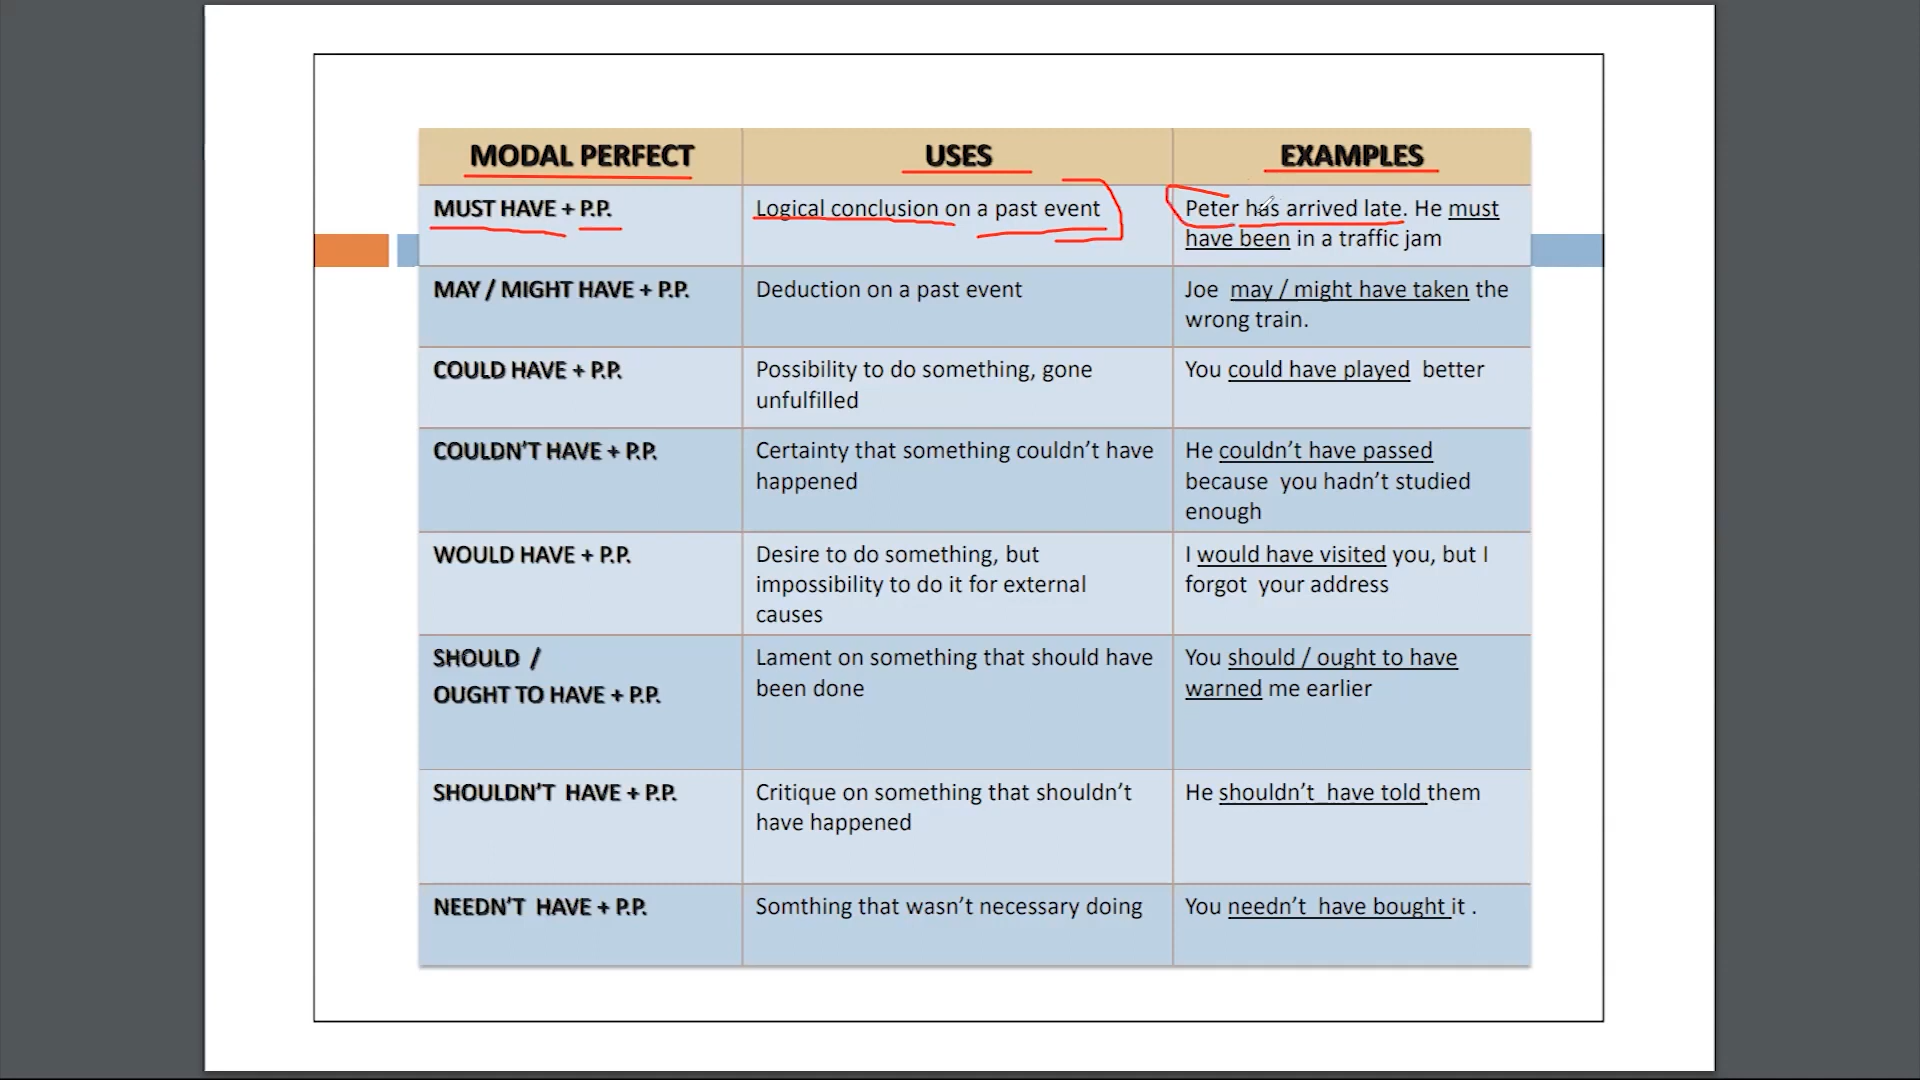 MODAL PERFECT USES EXAMPLES
MUST HAVE + P.P.
Logical conclusion on a past event
Peter has arrived late. He must
have been in a traffic jam
MAY / MIGHT HAVE + P.P.
Deduction on a past event
Joe may / might have taken the
wrong train.
COULD HAVE + P.P.
Possibility to do something, gone
unfulfilled
You could have played better
COULDN'T HAVE + P.P.
Certainty that something couldn't have
happened
He couldn't have passed
because you hadn't studied
enough
WOULD HAVE + P.P.
Desire to do something, but
impossibility to do it for external
causes
I would have visited you, but I
forgot your address
SHOULD /
OUGHT TO HAVE + P.P.
Lament on something that should have
been done
You should / ought to have
warned me earlier
SHOULDN'T HAVE + P.P.
Critique on something that shouldn't
have happened
He shouldn't have told them
NEEDN'T HAVE + P.P.
Somthing that wasn't necessary doing
You needn't have bought it .